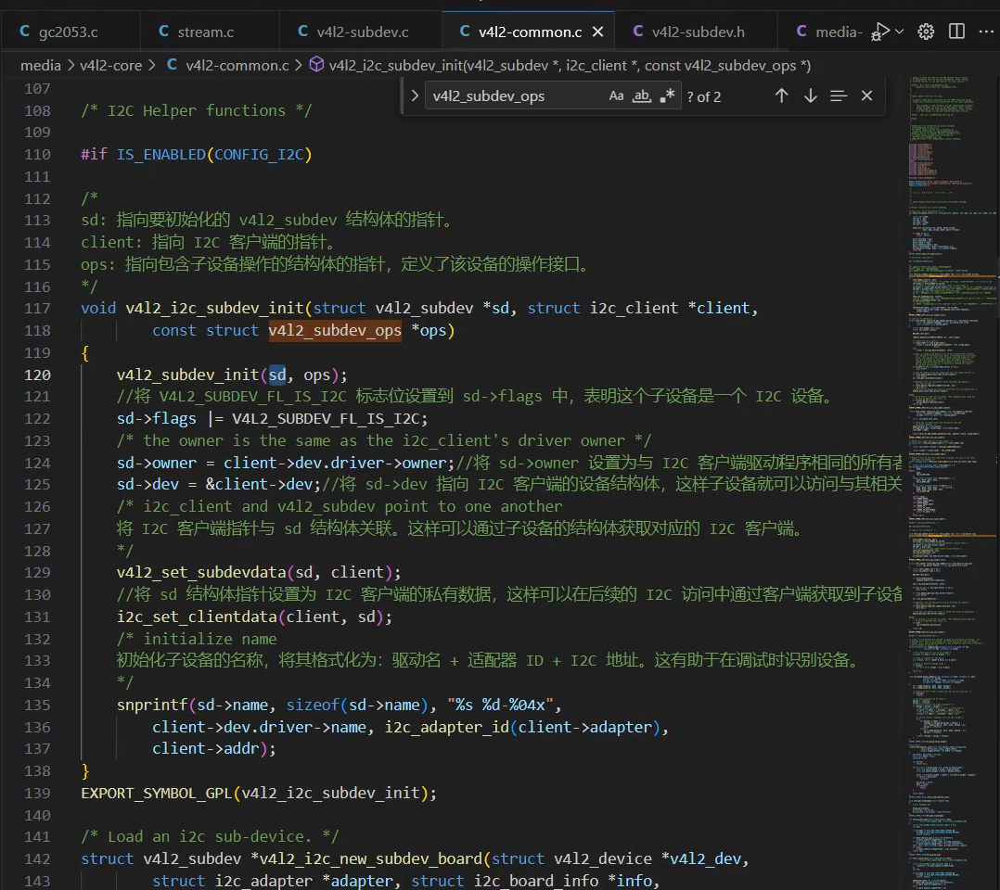 gc2053.c stream.c v4l2-subdev.c v4l2-common.c v4l2-subdev.h media-
media > v4l2-core > C v4l2-common.c > v4l2_i2c_subdev_init(v4l2_subdev *, i2c_client *, const v4l2_subdev_ops *)
v4l2_subdev_ops Aa ab ? of 2
107
108 /* I2C Helper functions */
109
110 #if IS_ENABLED(CONFIG_I2C)
111
112 /*
113 sd: 指向要初始化的 v4l2_subdev 结构体的指针。
114 client: 指向 I2C 客户端的指针。
115 ops: 指向包含子设备操作的结构体的指针，定义了该设备的操作接口。
116 */
117 void v4l2_i2c_subdev_init(struct v4l2_subdev *sd, struct i2c_client *client,
118 const struct v4l2_subdev_ops *ops)
119 {
120 v4l2_subdev_init(sd, ops);
121 //将 V4L2_SUBDEV_FL_IS_I2C 标志位设置到 sd->flags 中，表明这个子设备是一个 I2C 设备。
122 sd->flags |= V4L2_SUBDEV_FL_IS_I2C;
123 /* the owner is the same as the i2c_client's driver owner */
124 sd->owner = client->dev.driver->owner;//将 sd->owner 设置为与 I2C 客户端驱动程序相同的所有者
125 sd->dev = &client->dev;//将 sd->dev 指向 I2C 客户端的设备结构体，这样子设备就可以访问与其相关
126 /* i2c_client and v4l2_subdev point to one another
127 将 I2C 客户端指针与 sd 结构体关联。这样可以通过子设备的结构体获取对应的 I2C 客户端。
128 */
129 v4l2_set_subdevdata(sd, client);
130 //将 sd 结构体指针设置为 I2C 客户端的私有数据，这样可以在后续的 I2C 访问中通过客户端获取到子设备
131 i2c_set_clientdata(client, sd);
132 /* initialize name
133 初始化子设备的名称，将其格式化为：驱动名 + 适配器 ID + I2C 地址。这有助于在调试时识别设备。
134 */
135 snprintf(sd->name, sizeof(sd->name), "%s %d-%04x",
136 client->dev.driver->name, i2c_adapter_id(client->adapter),
137 client->addr);
138 }
139 EXPORT_SYMBOL_GPL(v4l2_i2c_subdev_init);
140
141 /* Load an i2c sub-device. */
142 struct v4l2_subdev *v4l2_i2c_new_subdev_board(struct v4l2_device *v4l2_dev,
143 struct i2c_adapter *adapter, struct i2c_board_info *info,